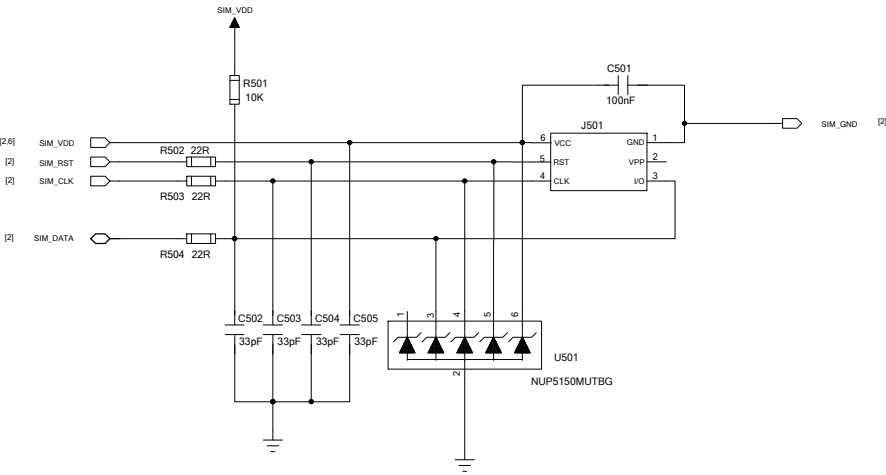 SIM_VDD
R501
10K
C501
100nF
[2,6] SIM_VDD
[2] SIM_RST
[2] SIM_CLK
[2] SIM_DATA
R502 22R
R503 22R
R504 22R
J501
6 VCC GND 1
5 RST VPP 2
4 CLK I/O 3
SIM_GND [2]
C502 C503 C504 C505
33pF 33pF 33pF 33pF
1 3 4 5 6
2
U501
NUP5150MUTBG